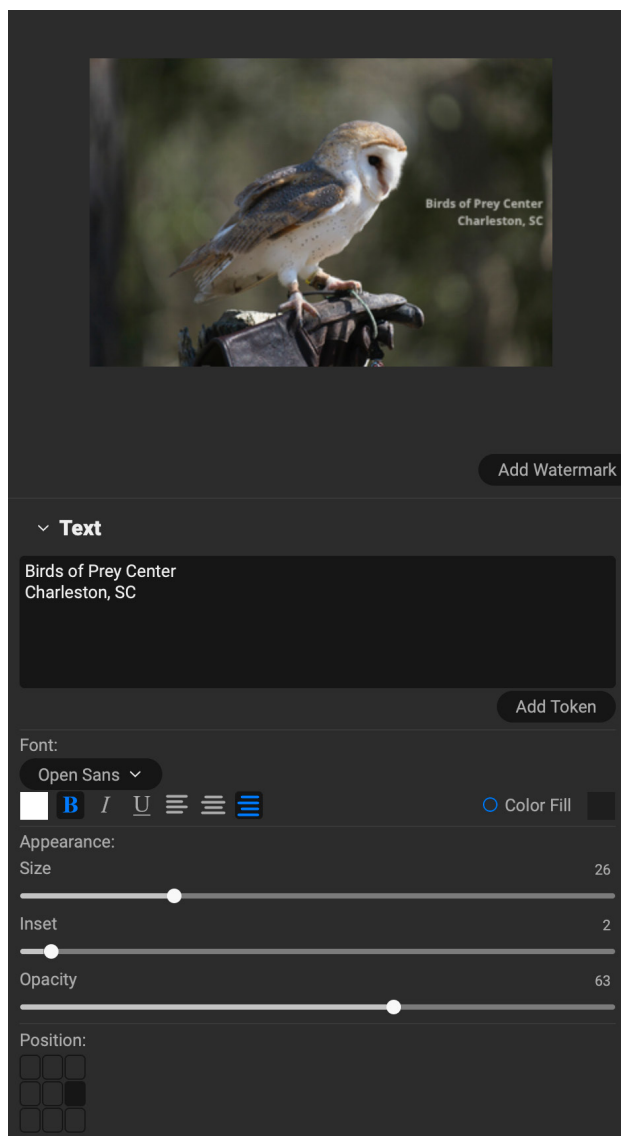 Birds of Prey Center
Charleston, SC
Add Watermark
Text
Birds of Prey Center
Charleston, SC
Add Token
Font:
Open Sans
B I U Color Fill
Appearance:
Size 26
Inset 2
Opacity 63
Position: